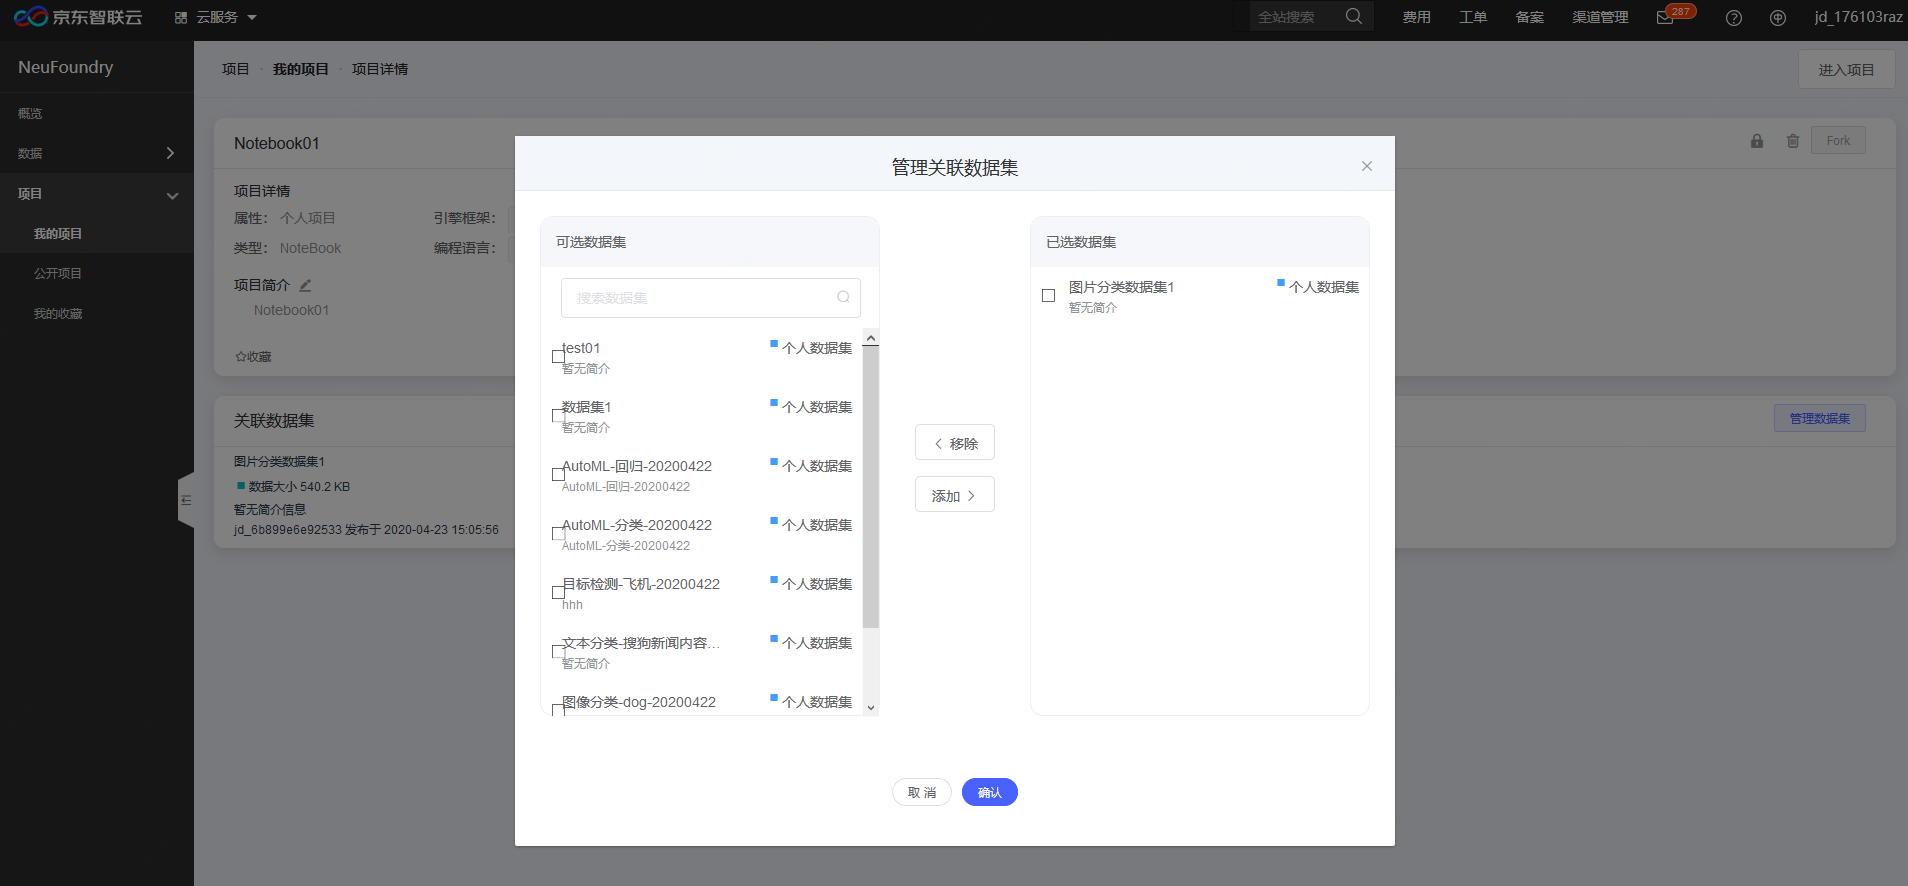 京东智联云
云服务
全站搜索
费用
工单
备案
渠道管理
287
jd_176103raz
NeuFoundry
概览
数据
项目
我的项目
公开项目
我的收藏
项目 · 我的项目 · 项目详情
进入项目
Notebook01
Fork
项目详情
属性： 个人项目
引擎框架：
类型： NoteBook
编程语言：
项目简介
Notebook01
收藏
关联数据集
管理数据集
图片分类数据集1
数据大小 540.2 KB
暂无简介信息
jd_6b899e6e92533 发布于 2020-04-23 15:05:56
管理关联数据集
可选数据集
搜索数据集
test01 个人数据集
暂无简介
数据集1 个人数据集
暂无简介
AutoML-回归-20200422 个人数据集
AutoML-回归-20200422
AutoML-分类-20200422 个人数据集
AutoML-分类-20200422
目标检测-飞机-20200422 个人数据集
hhh
文本分类-搜狗新闻内容... 个人数据集
暂无简介
图像分类-dog-20200422 个人数据集
移除
添加
已选数据集
图片分类数据集1 个人数据集
暂无简介
取 消
确认